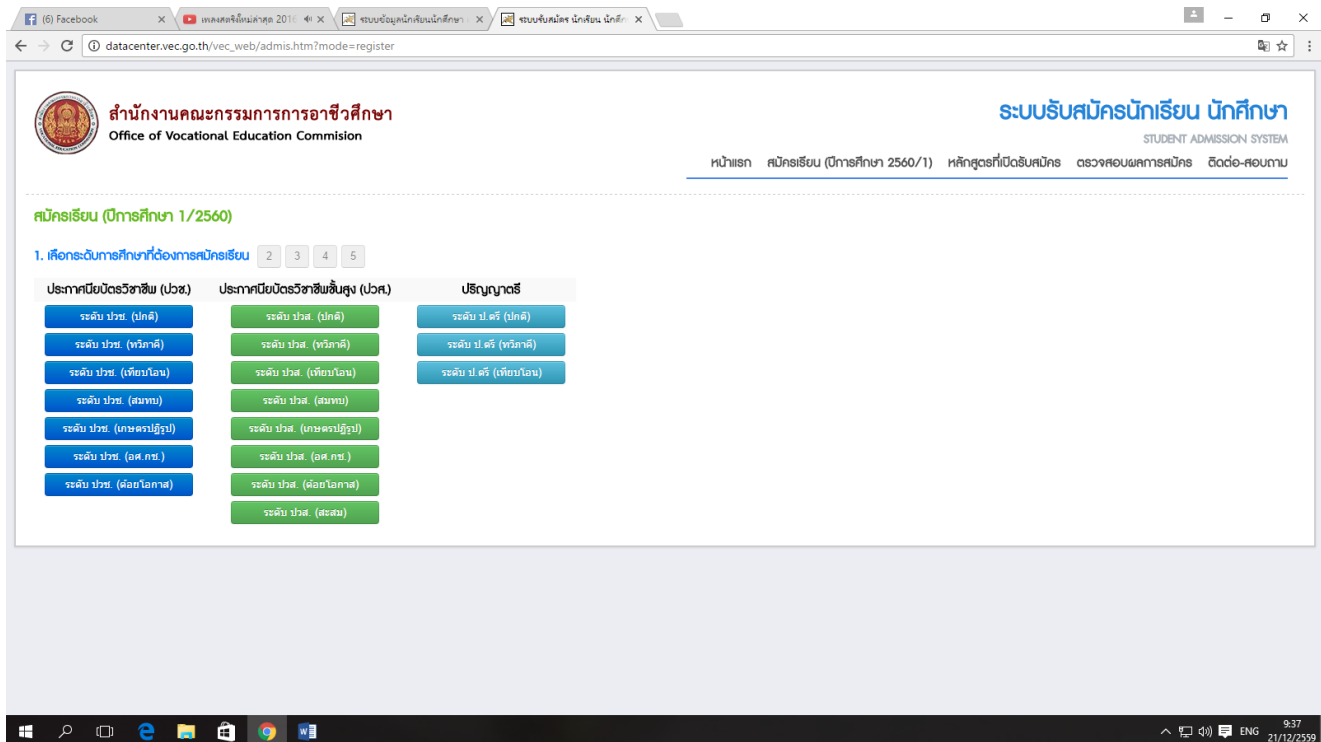 (6) Facebook
เพลงสตริงใหม่ล่าสุด 2016
ระบบข้อมูลนักเรียนนักศึกษา
ระบบรับสมัคร นักเรียน นักศึก
datacenter.vec.go.th/vec_web/admis.htm?mode=register
สำนักงานคณะกรรมการการอาชีวศึกษา
Office of Vocational Education Commision
ระบบรับสมัครนักเรียน นักศึกษา
STUDENT ADMISSION SYSTEM
หน้าแรก สมัครเรียน (ปีการศึกษา 2560/1) หลักสูตรที่เปิดรับสมัคร ตรวจสอบผลการสมัคร ติดต่อ-สอบถาม
สมัครเรียน (ปีการศึกษา 1/2560)
1. เลือกระดับการศึกษาที่ต้องการสมัครเรียน 2 3 4 5
ประกาศนียบัตรวิชาชีพ (ปวช.) ประกาศนียบัตรวิชาชีพชั้นสูง (ปวส.) ปริญญาตรี
ระดับ ปวช. (ปกติ) ระดับ ปวส. (ปกติ) ระดับ ป.ตรี (ปกติ)
ระดับ ปวช. (ทวิภาคี) ระดับ ปวส. (ทวิภาคี) ระดับ ป.ตรี (ทวิภาคี)
ระดับ ปวช. (เทียบโอน) ระดับ ปวส. (เทียบโอน) ระดับ ป.ตรี (เทียบโอน)
ระดับ ปวช. (สมทบ) ระดับ ปวส. (สมทบ)
ระดับ ปวช. (เกษตรปฏิรูป) ระดับ ปวส. (เกษตรปฏิรูป)
ระดับ ปวช. (อศ.กช.) ระดับ ปวส. (อศ.กช.)
ระดับ ปวช. (ด้อยโอกาส) ระดับ ปวส. (ด้อยโอกาส)
ระดับ ปวส. (สะสม)
ENG
9:37
21/12/2559